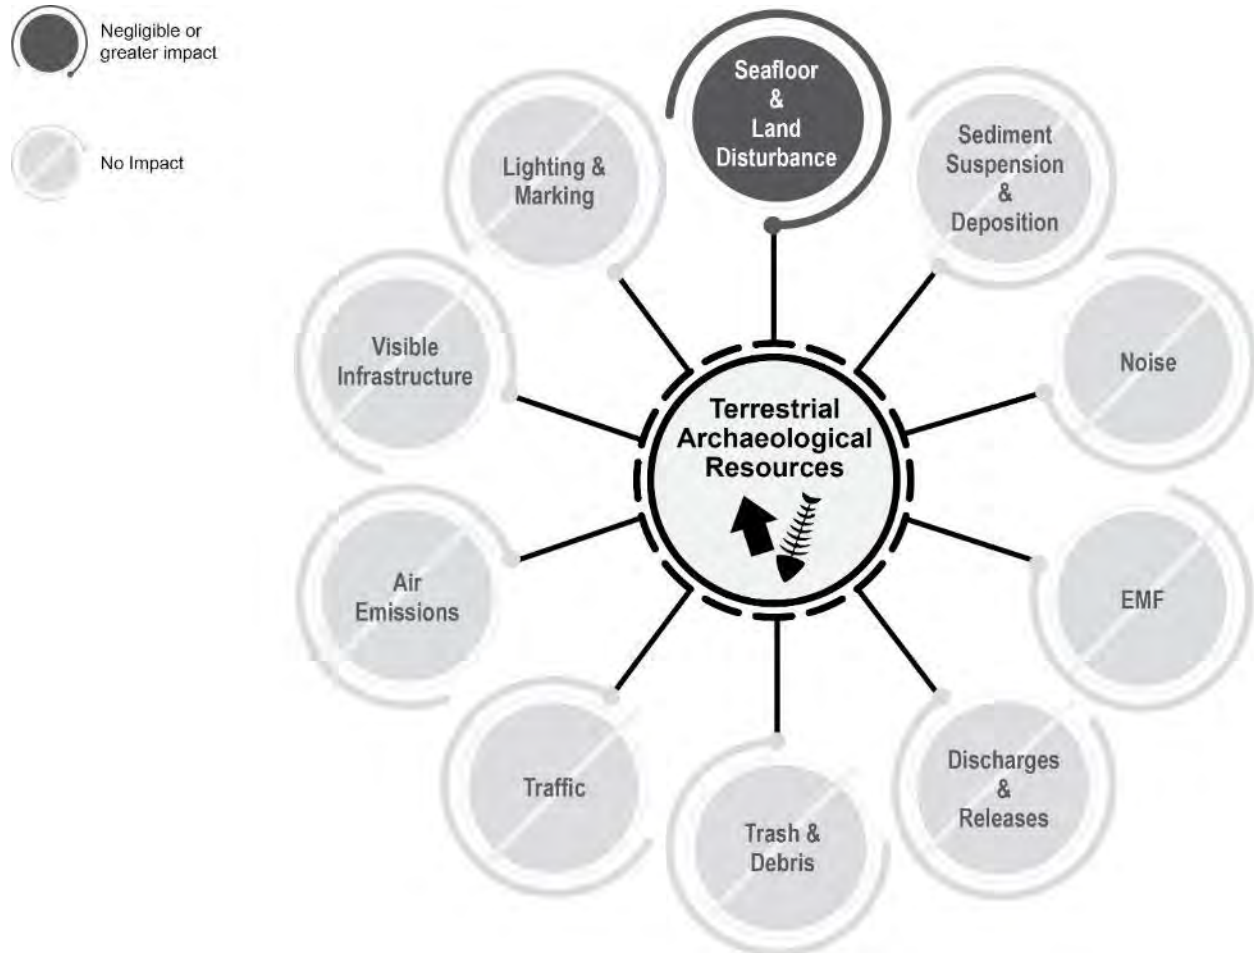 Negligible or
greater impact
No Impact
Seafloor
&
Land
Disturbance
Sediment
Suspension
&
Deposition
Noise
EMF
Discharges
&
Releases
Trash &
Debris
Traffic
Air
Emissions
Visible
Infrastructure
Lighting &
Marking
Terrestrial
Archaeological
Resources